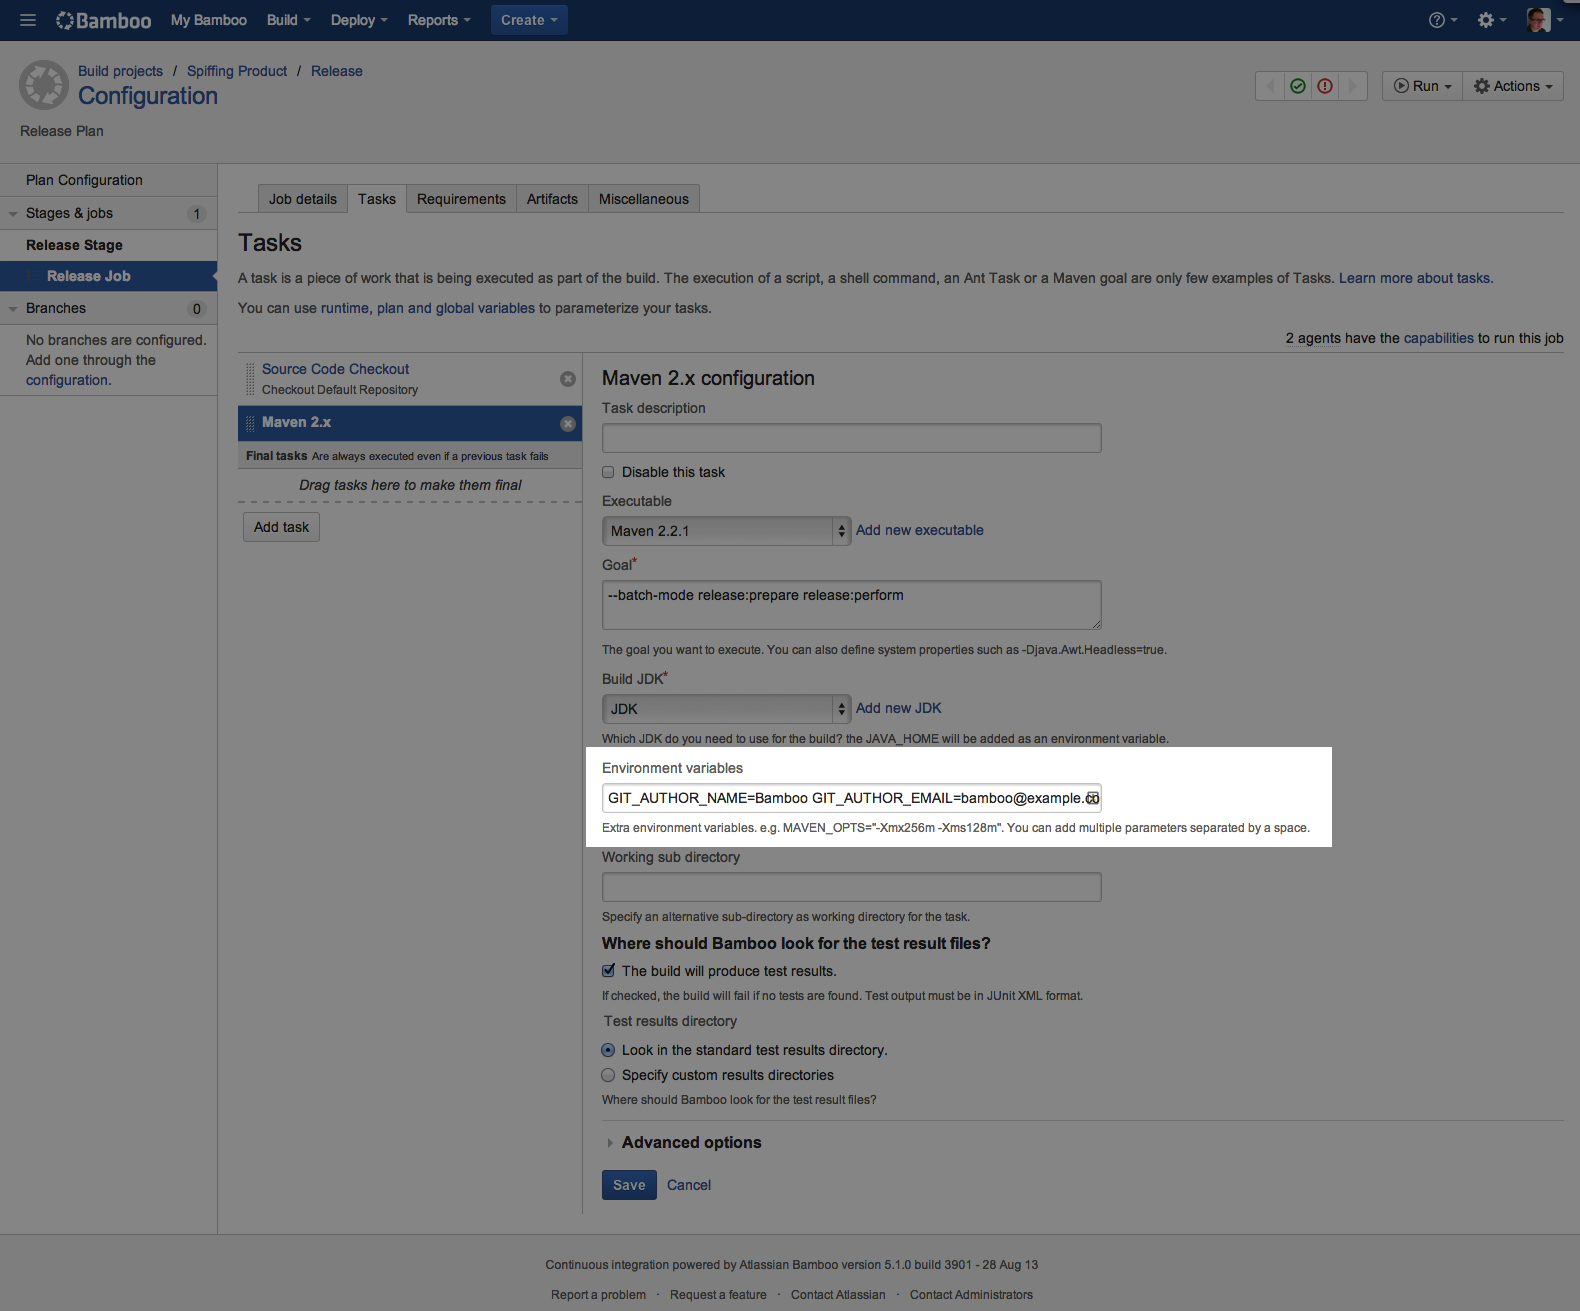 Bamboo My Bamboo Build Deploy Reports Create
Build projects / Spiffing Product / Release
Configuration
Run Actions
Release Plan
Plan Configuration
Stages & jobs 1
Release Stage
Release Job
Branches 0
No branches are configured.
Add one through the
configuration.
Job details Tasks Requirements Artifacts Miscellaneous
Tasks
A task is a piece of work that is being executed as part of the build. The execution of a script, a shell command, an Ant Task or a Maven goal are only few examples of Tasks. Learn more about tasks.
You can use runtime, plan and global variables to parameterize your tasks.
2 agents have the capabilities to run this job
Source Code Checkout
Checkout Default Repository
Maven 2.x
Final tasks Are always executed even if a previous task fails
Drag tasks here to make them final
Add task
Maven 2.x configuration
Task description
Disable this task
Executable
Maven 2.2.1 Add new executable
Goal*
--batch-mode release:prepare release:perform
The goal you want to execute. You can also define system properties such as -Djava.Awt.Headless=true.
Build JDK*
JDK Add new JDK
Which JDK do you need to use for the build? the JAVA_HOME will be added as an environment variable.
Environment variables
GIT_AUTHOR_NAME=Bamboo GIT_AUTHOR_EMAIL=bamboo@example.co
Extra environment variables. e.g. MAVEN_OPTS="-Xmx256m -Xms128m". You can add multiple parameters separated by a space.
Working sub directory
Specify an alternative sub-directory as working directory for the task.
Where should Bamboo look for the test result files?
The build will produce test results.
If checked, the build will fail if no tests are found. Test output must be in JUnit XML format.
Test results directory
Look in the standard test results directory.
Specify custom results directories
Where should Bamboo look for the test result files?
Advanced options
Save Cancel
Continuous integration powered by Atlassian Bamboo version 5.1.0 build 3901 - 28 Aug 13
Report a problem · Request a feature · Contact Atlassian · Contact Administrators